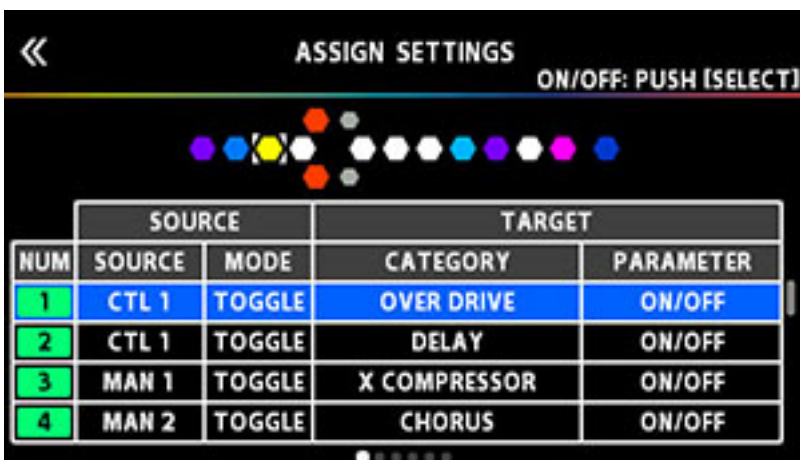 ASSIGN SETTINGS
ON/OFF: PUSH [SELECT]
SOURCE TARGET
NUM SOURCE MODE CATEGORY PARAMETER
1 CTL 1 TOGGLE OVER DRIVE ON/OFF
2 CTL 1 TOGGLE DELAY ON/OFF
3 MAN 1 TOGGLE X COMPRESSOR ON/OFF
4 MAN 2 TOGGLE CHORUS ON/OFF